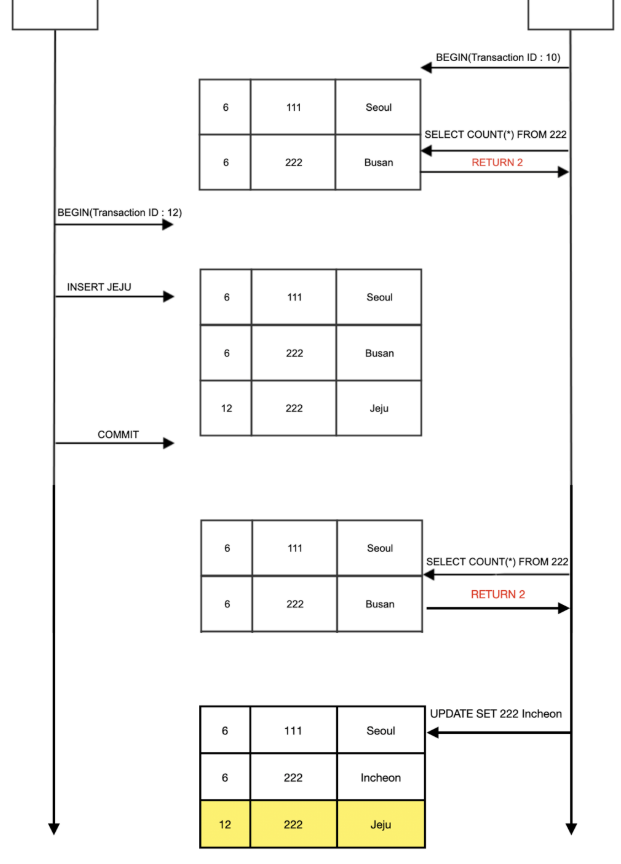 BEGIN(Transaction ID : 10)
6 111 Seoul
SELECT COUNT(*) FROM 222
6 222 Busan
RETURN 2
BEGIN(Transaction ID : 12)
INSERT JEJU
6 111 Seoul
6 222 Busan
12 222 Jeju
COMMIT
6 111 Seoul
SELECT COUNT(*) FROM 222
6 222 Busan
RETURN 2
UPDATE SET 222 Incheon
6 111 Seoul
6 222 Incheon
12 222 Jeju